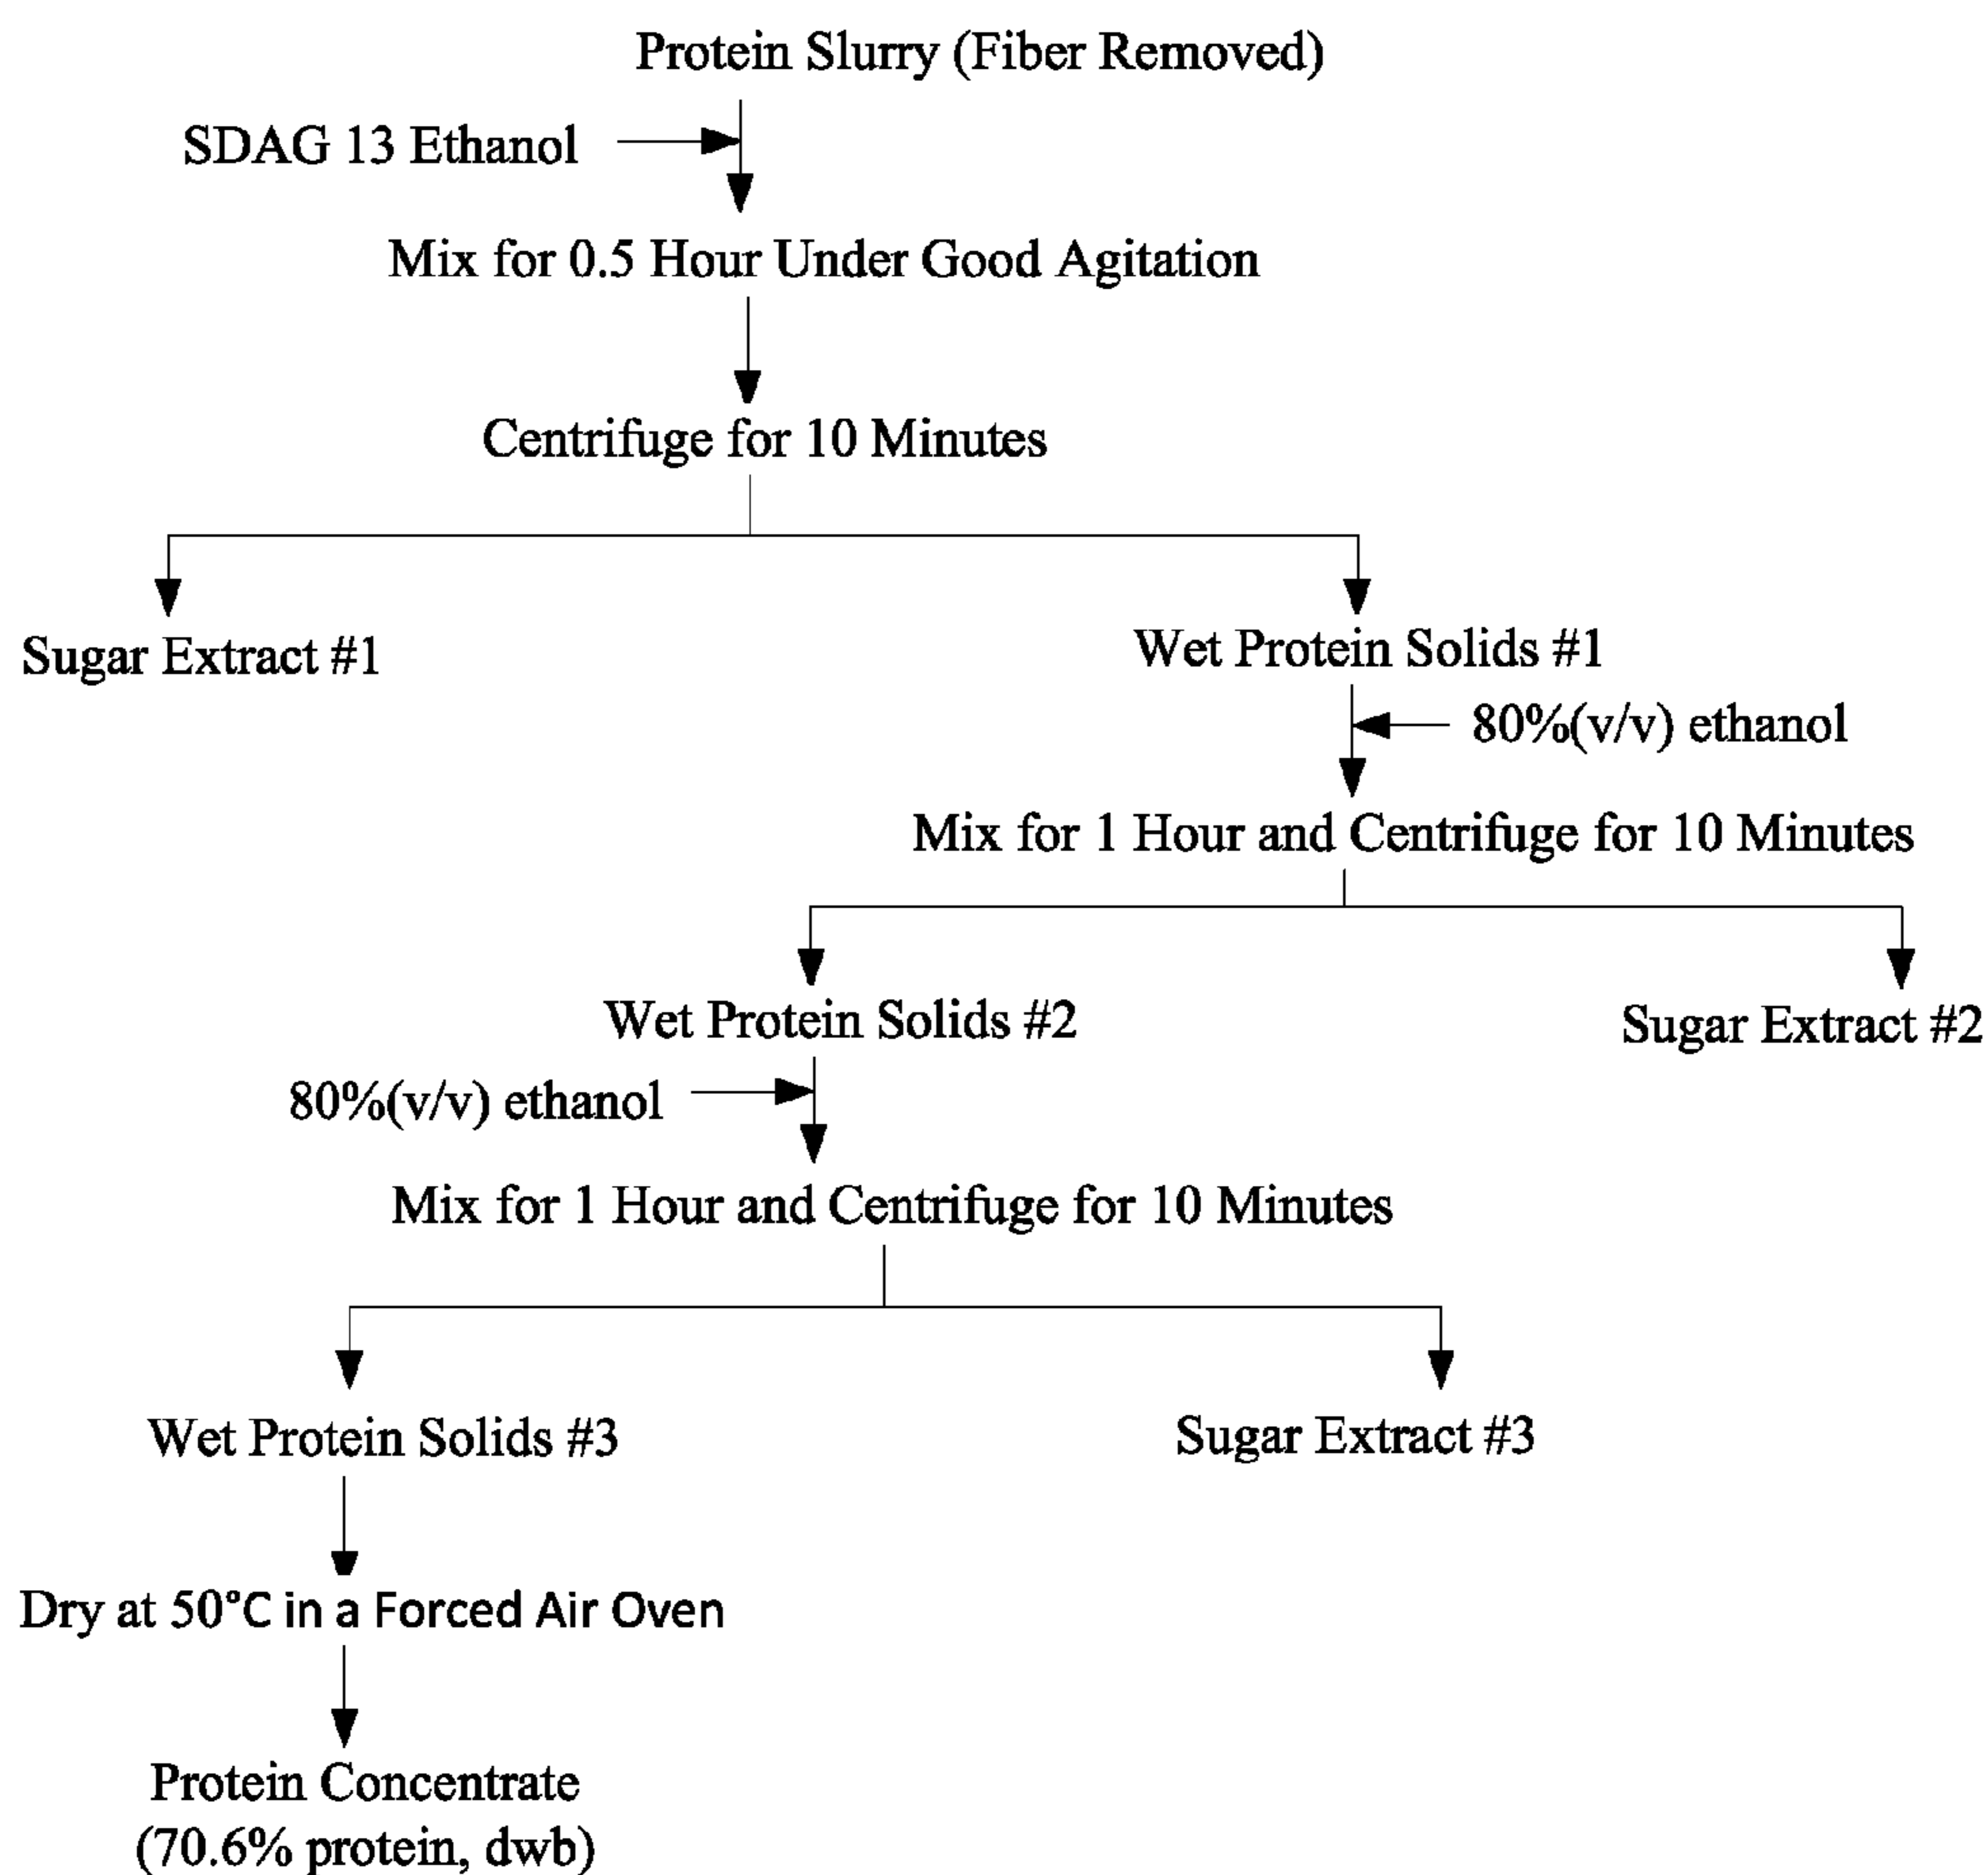 Protein Slurry (Fiber Removed)
SDAG 13 Ethanol
Mix for 0.5 Hour Under Good Agitation
Centrifuge for 10 Minutes
Sugar Extract #1
Wet Protein Solids #1
80%(v/v) ethanol
Mix for 1 Hour and Centrifuge for 10 Minutes
Wet Protein Solids #2
Sugar Extract #2
80%(v/v) ethanol
Mix for 1 Hour and Centrifuge for 10 Minutes
Wet Protein Solids #3
Sugar Extract #3
Dry at 50°C in a Forced Air Oven
Protein Concentrate
(70.6% protein, dwb)